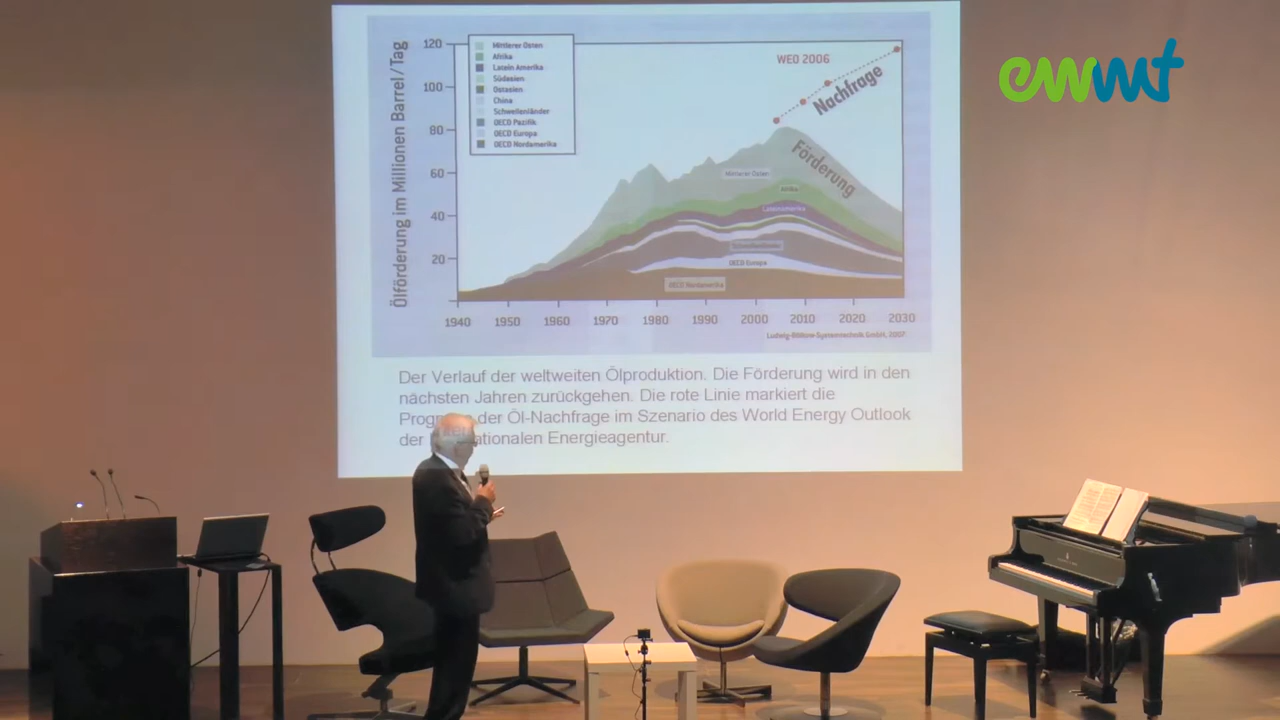 ewmt
120
100
80
60
40
20
Ölförderung im Millionen Barrel/Tag
Mittlerer Osten
Afrika
Latein Amerika
Südasien
Ostasien
China
Schwellenländer
OECD Pazifik
OECD Europa
OECD Nordamerika
WEO 2006
Nachfrage
Förderung
Mittlerer Osten
Afrika
Lateinamerika
Schwellenländer
OECD Europa
OECD Nordamerika
1940 1950 1960 1970 1980 1990 2000 2010 2020 2030
Ludwig-Bölkow-Systemtechnik GmbH, 2007
Der Verlauf der weltweiten Ölproduktion. Die Förderung wird in den
nächsten Jahren zurückgehen. Die rote Linie markiert die
der Öl-Nachfrage im Szenario des World Energy Outlook
der Energieagentur.